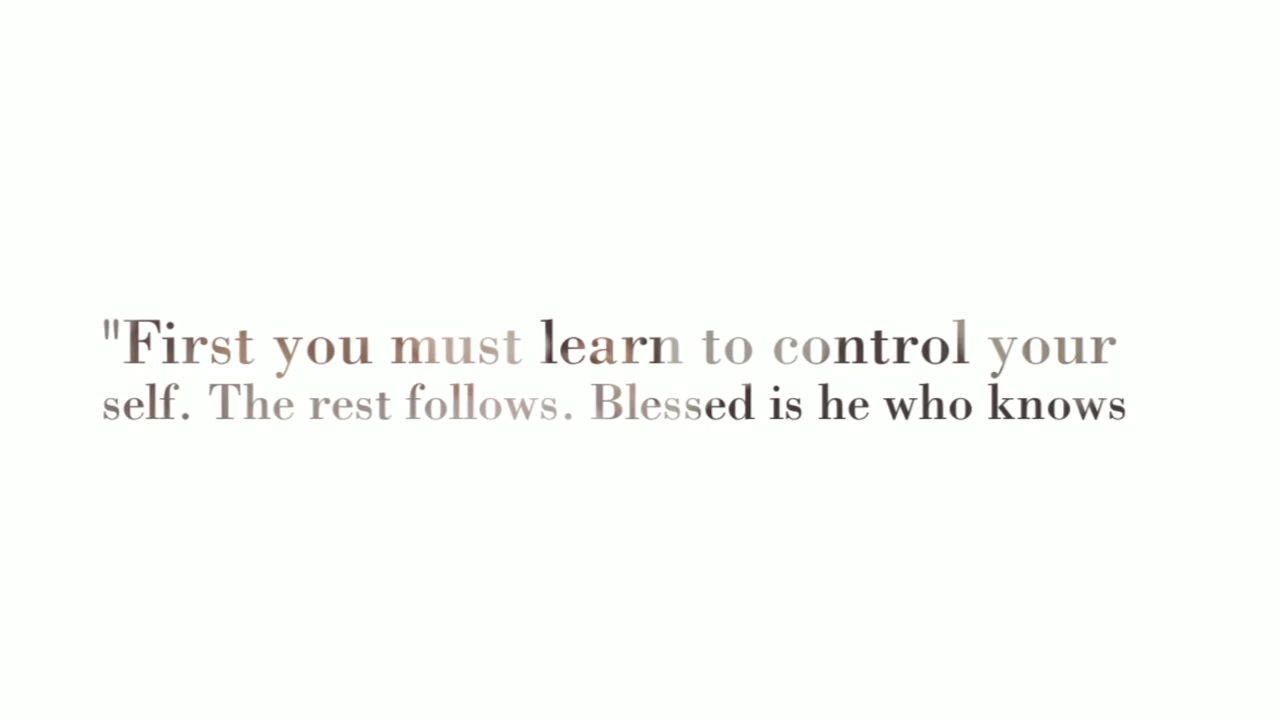 "First you must learn to control your
self. The rest follows. Blessed is he who knows